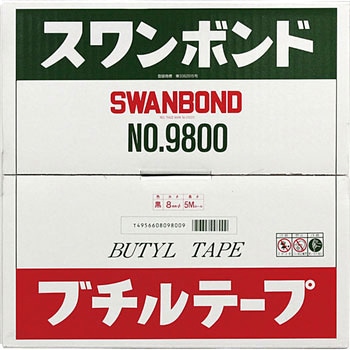 スワンボンド
SWANBOND
NO.9800
黒 8mmφ 5M
T4956608098009
BUTYL TAPE
ブチルテープ